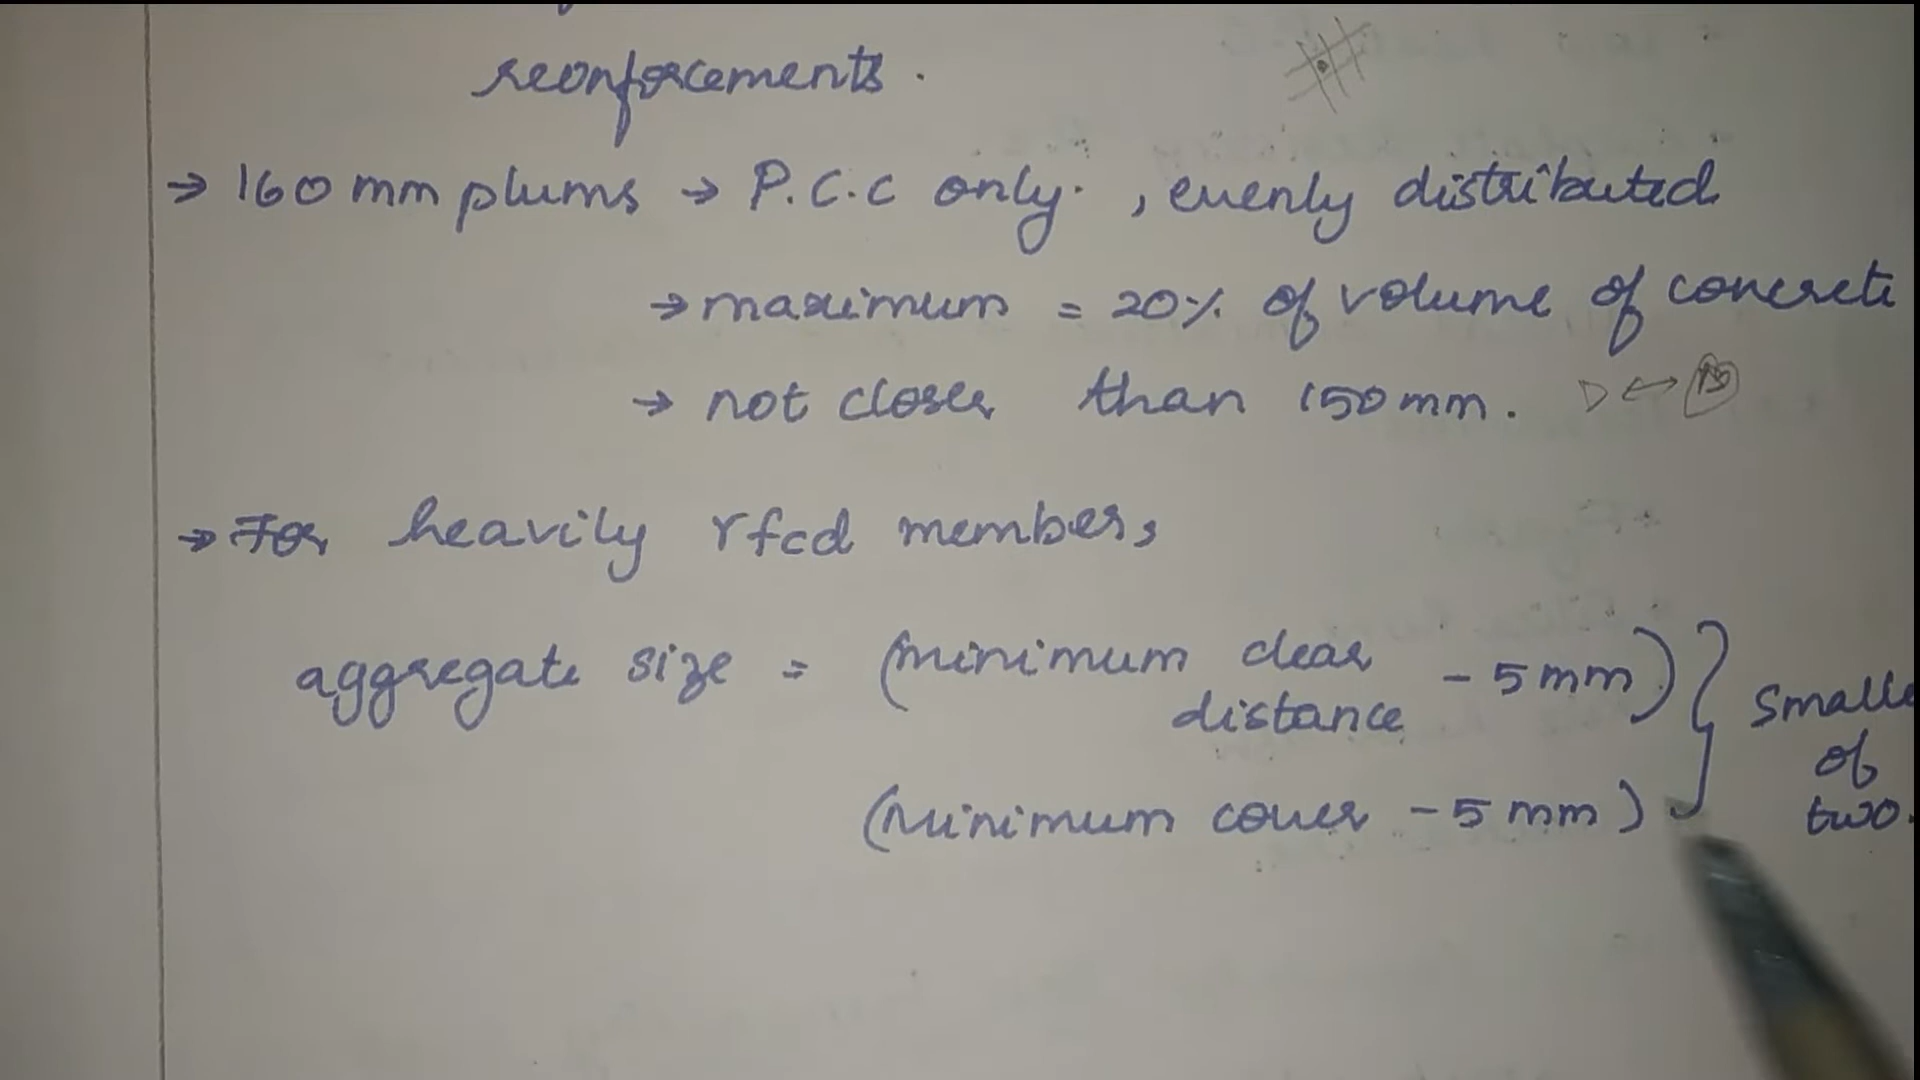 reonforcements.
→ 160 mm plums → P.C.C only. , evenly distributed
→ maximum = 20% of volume of concrete
→ not closer than 150 mm.
→ For heavily rfcd members
aggregate size = (minimum clear distance - 5 mm) } Smalle of two.
(minimum cover - 5 mm)